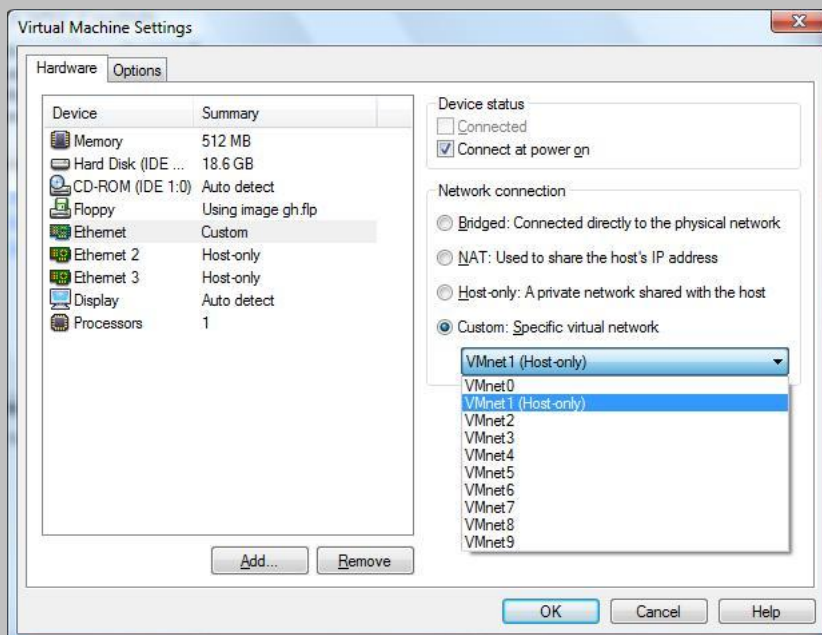 Virtual Machine Settings
Hardware Options
Device Summary
Memory 512 MB
Hard Disk (IDE ... 18.6 GB
CD-ROM (IDE 1:0) Auto detect
Floppy Using image gh.flp
Ethernet Custom
Ethernet 2 Host-only
Ethernet 3 Host-only
Display Auto detect
Processors 1
Add... Remove
Device status
Connected
Connect at power on
Network connection
Bridged: Connected directly to the physical network
NAT: Used to share the host's IP address
Host-only: A private network shared with the host
Custom: Specific virtual network
VMnet1 (Host-only)
VMnet0
VMnet1 (Host-only)
VMnet2
VMnet3
VMnet4
VMnet5
VMnet6
VMnet7
VMnet8
VMnet9
OK Cancel Help